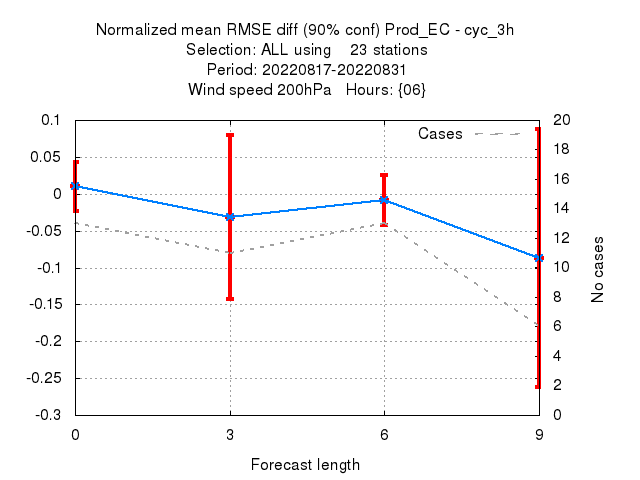 Normalized mean RMSE diff (90% conf) Prod_EC - cyc_3h
Selection: ALL using    23 stations
Period: 20220817-20220831
Wind speed 200hPa   Hours: {06}
Cases
0.1
0.05
0
-0.05
-0.1
-0.15
-0.2
-0.25
-0.3
20
18
16
14
12
10
8
6
4
2
0
No cases
0 3 6 9
Forecast length